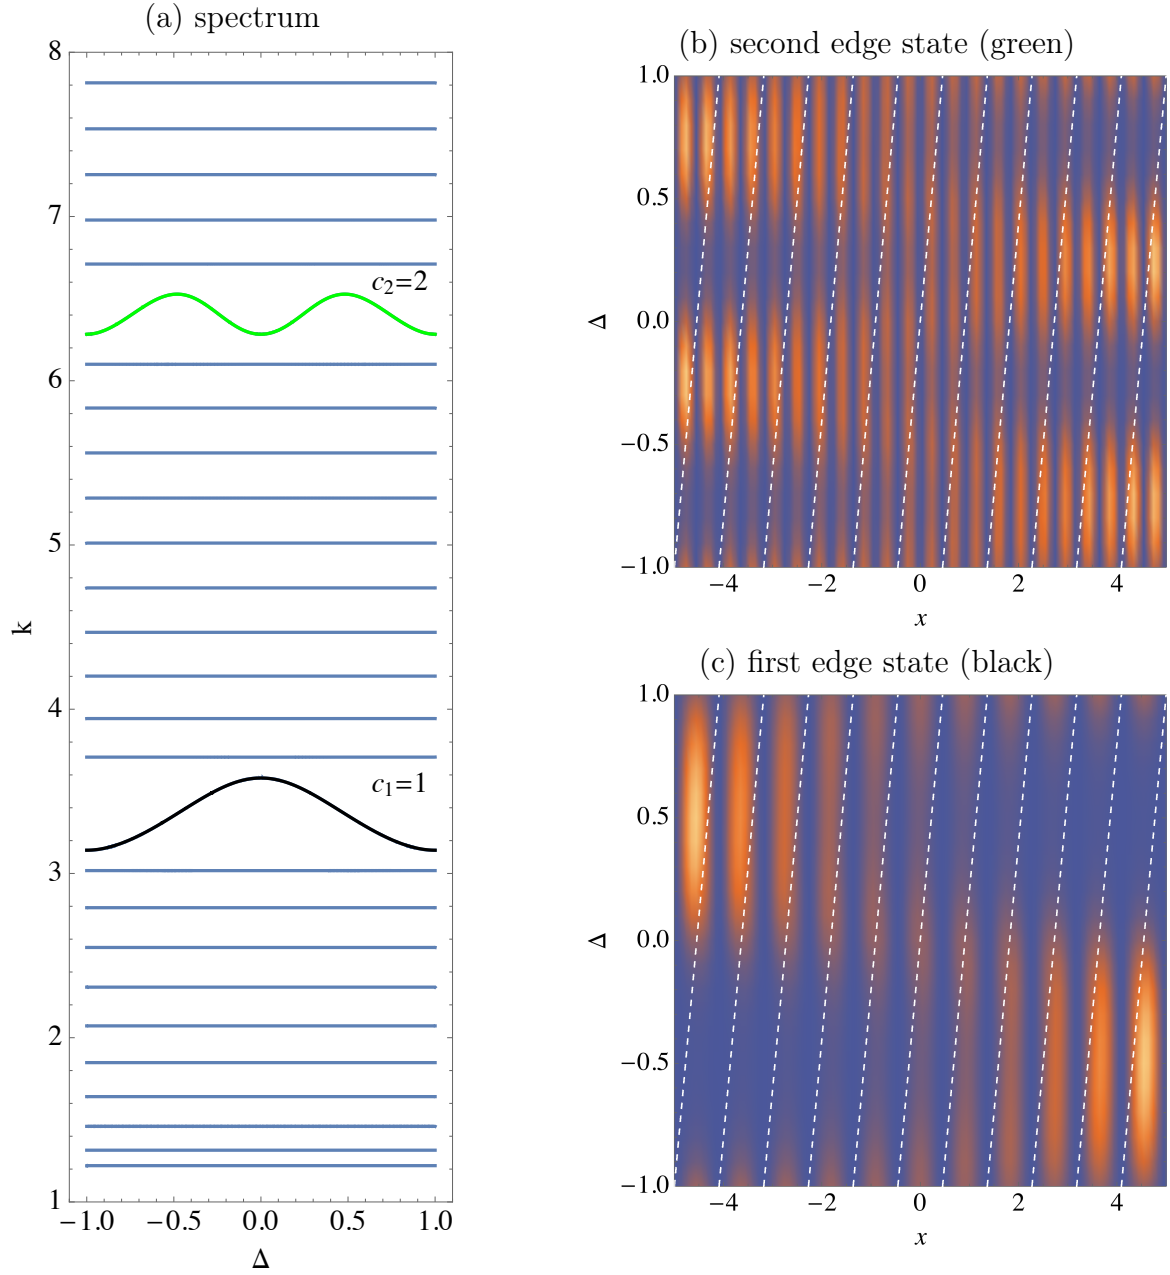 (a) spectrum
8
7
6
5
4
3
2
1
k
c₂=2
c₁=1
−1.0 −0.5 0.0 0.5 1.0
Δ
(b) second edge state (green)
1.0
0.5
0.0
−0.5
−1.0
Δ
−4 −2 0 2 4
x
(c) first edge state (black)
1.0
0.5
0.0
−0.5
−1.0
Δ
−4 −2 0 2 4
x